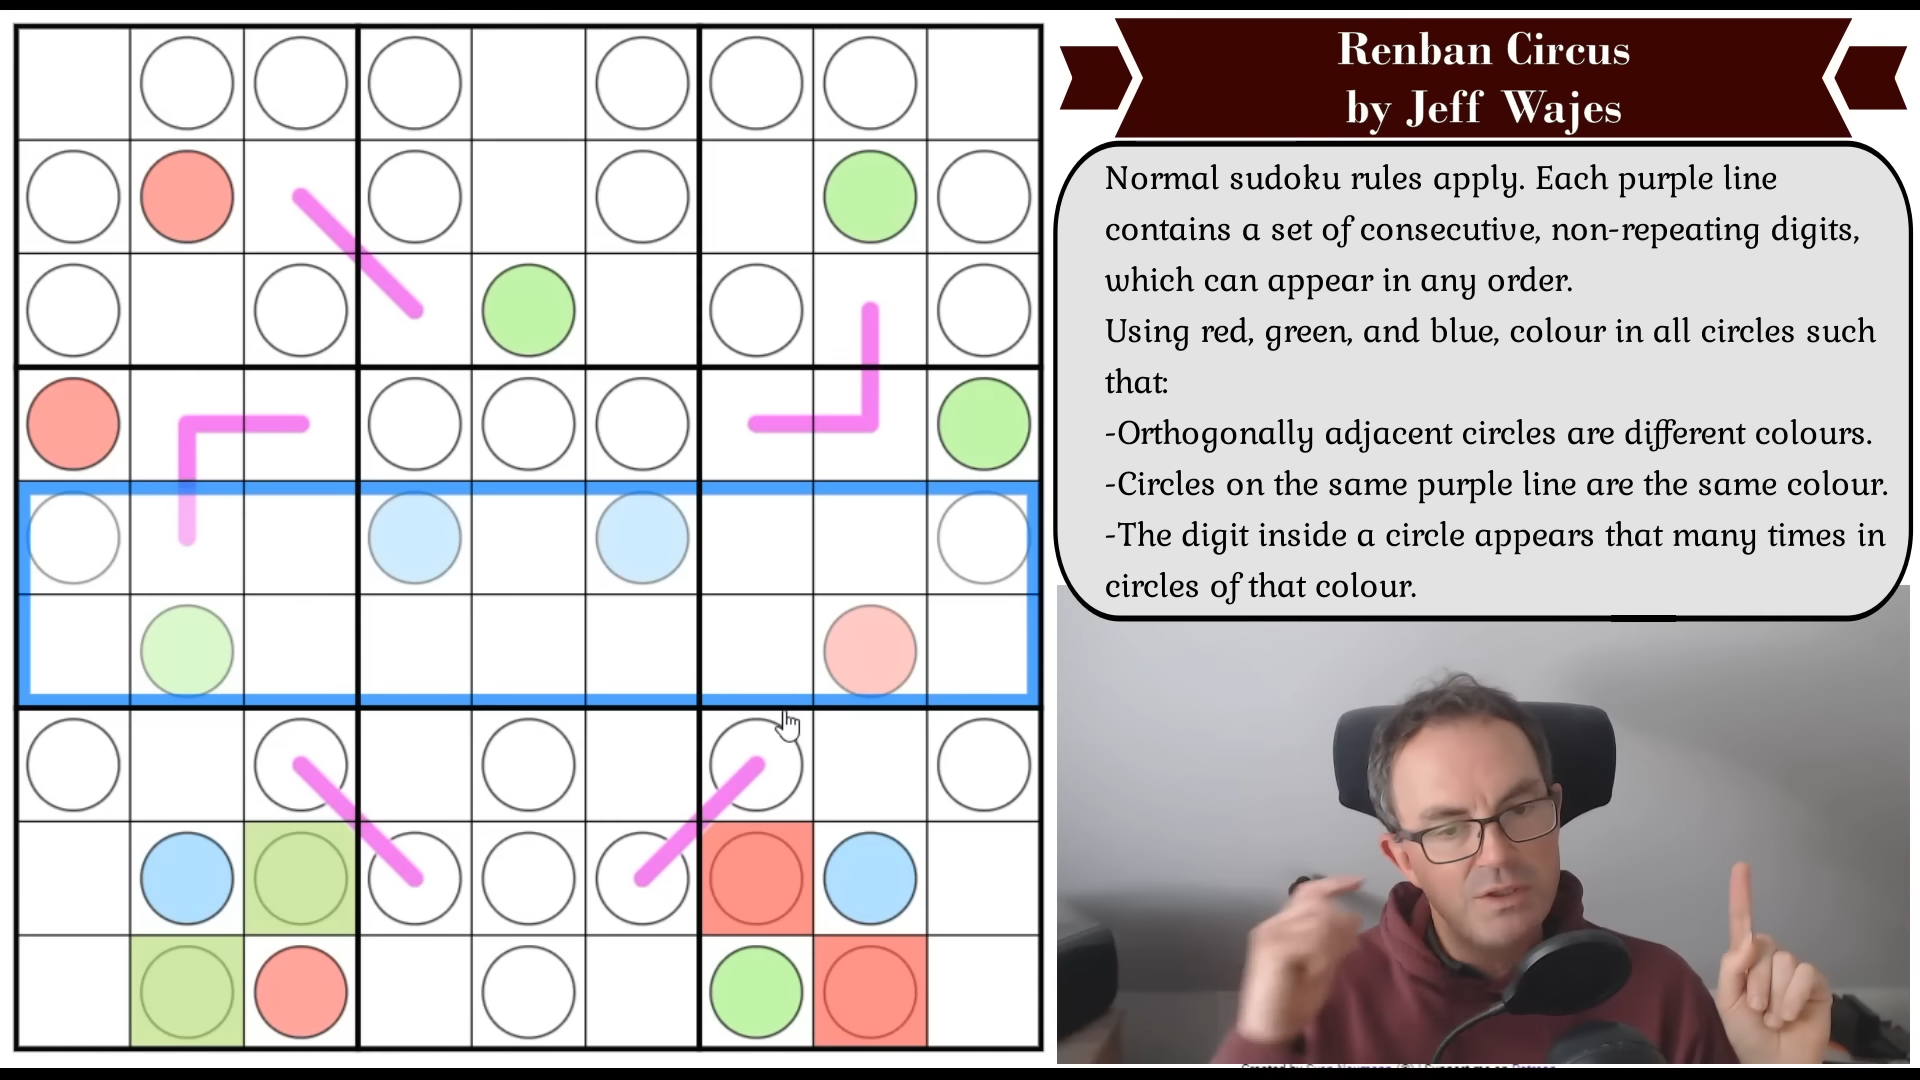 Renban Circus
by Jeff Wajes
Normal sudoku rules apply. Each purple line
contains a set of consecutive, non-repeating digits,
which can appear in any order.
Using red, green, and blue, colour in all circles such
that:
-Orthogonally adjacent circles are different colours.
-Circles on the same purple line are the same colour.
-The digit inside a circle appears that many times in
circles of that colour.